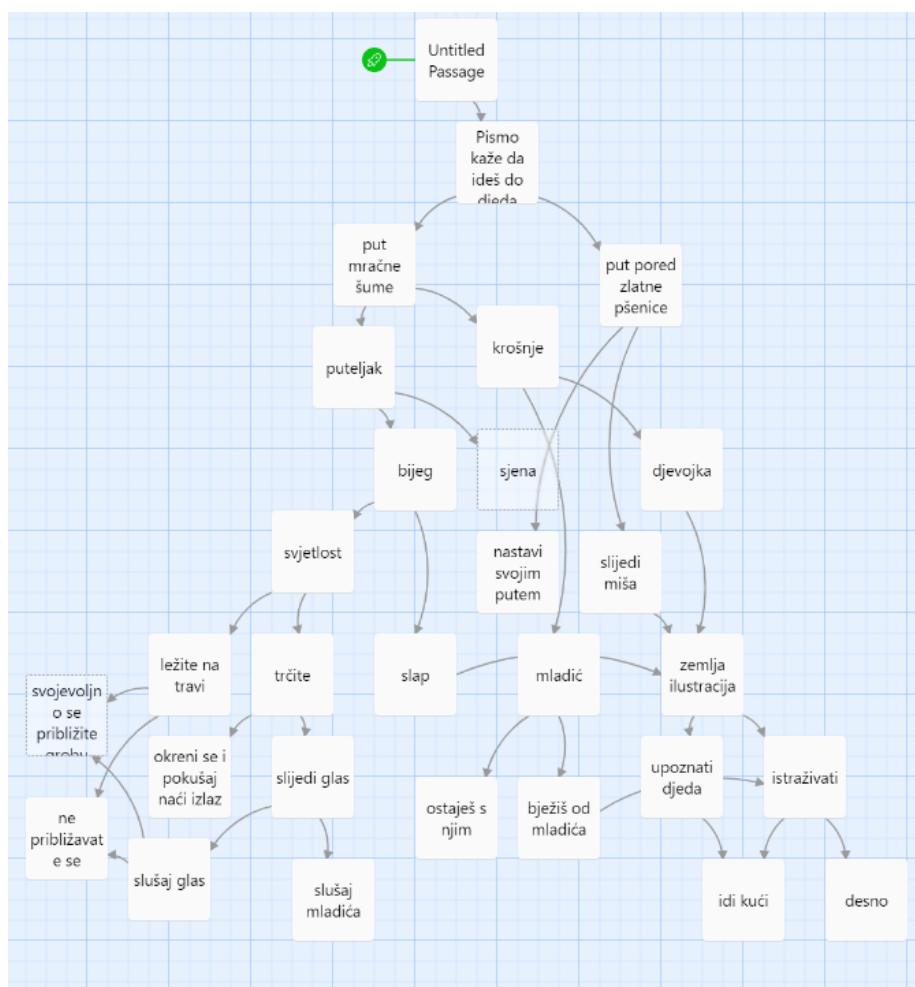 Untitled
Passage
Pismo
kaže da
ideš do
djeda
put
mračne
šume
put pored
zlatne
pšenice
puteljak
krošnje
bijeg
sjena
djevojka
svjetlost
nastavi
svojim
putem
slijedi
miša
ležite na
travi
trčite
slap
mladić
zemlja
ilustracija
svojevoljn
o se
približite
grobu
okreni se i
pokušaj
naći izlaz
slijedi glas
upoznati
djeda
istraživati
ostaješ s
njim
bježiš od
mladića
ne
približavat
e se
slušaj glas
slušaj
mladića
idi kući
desno